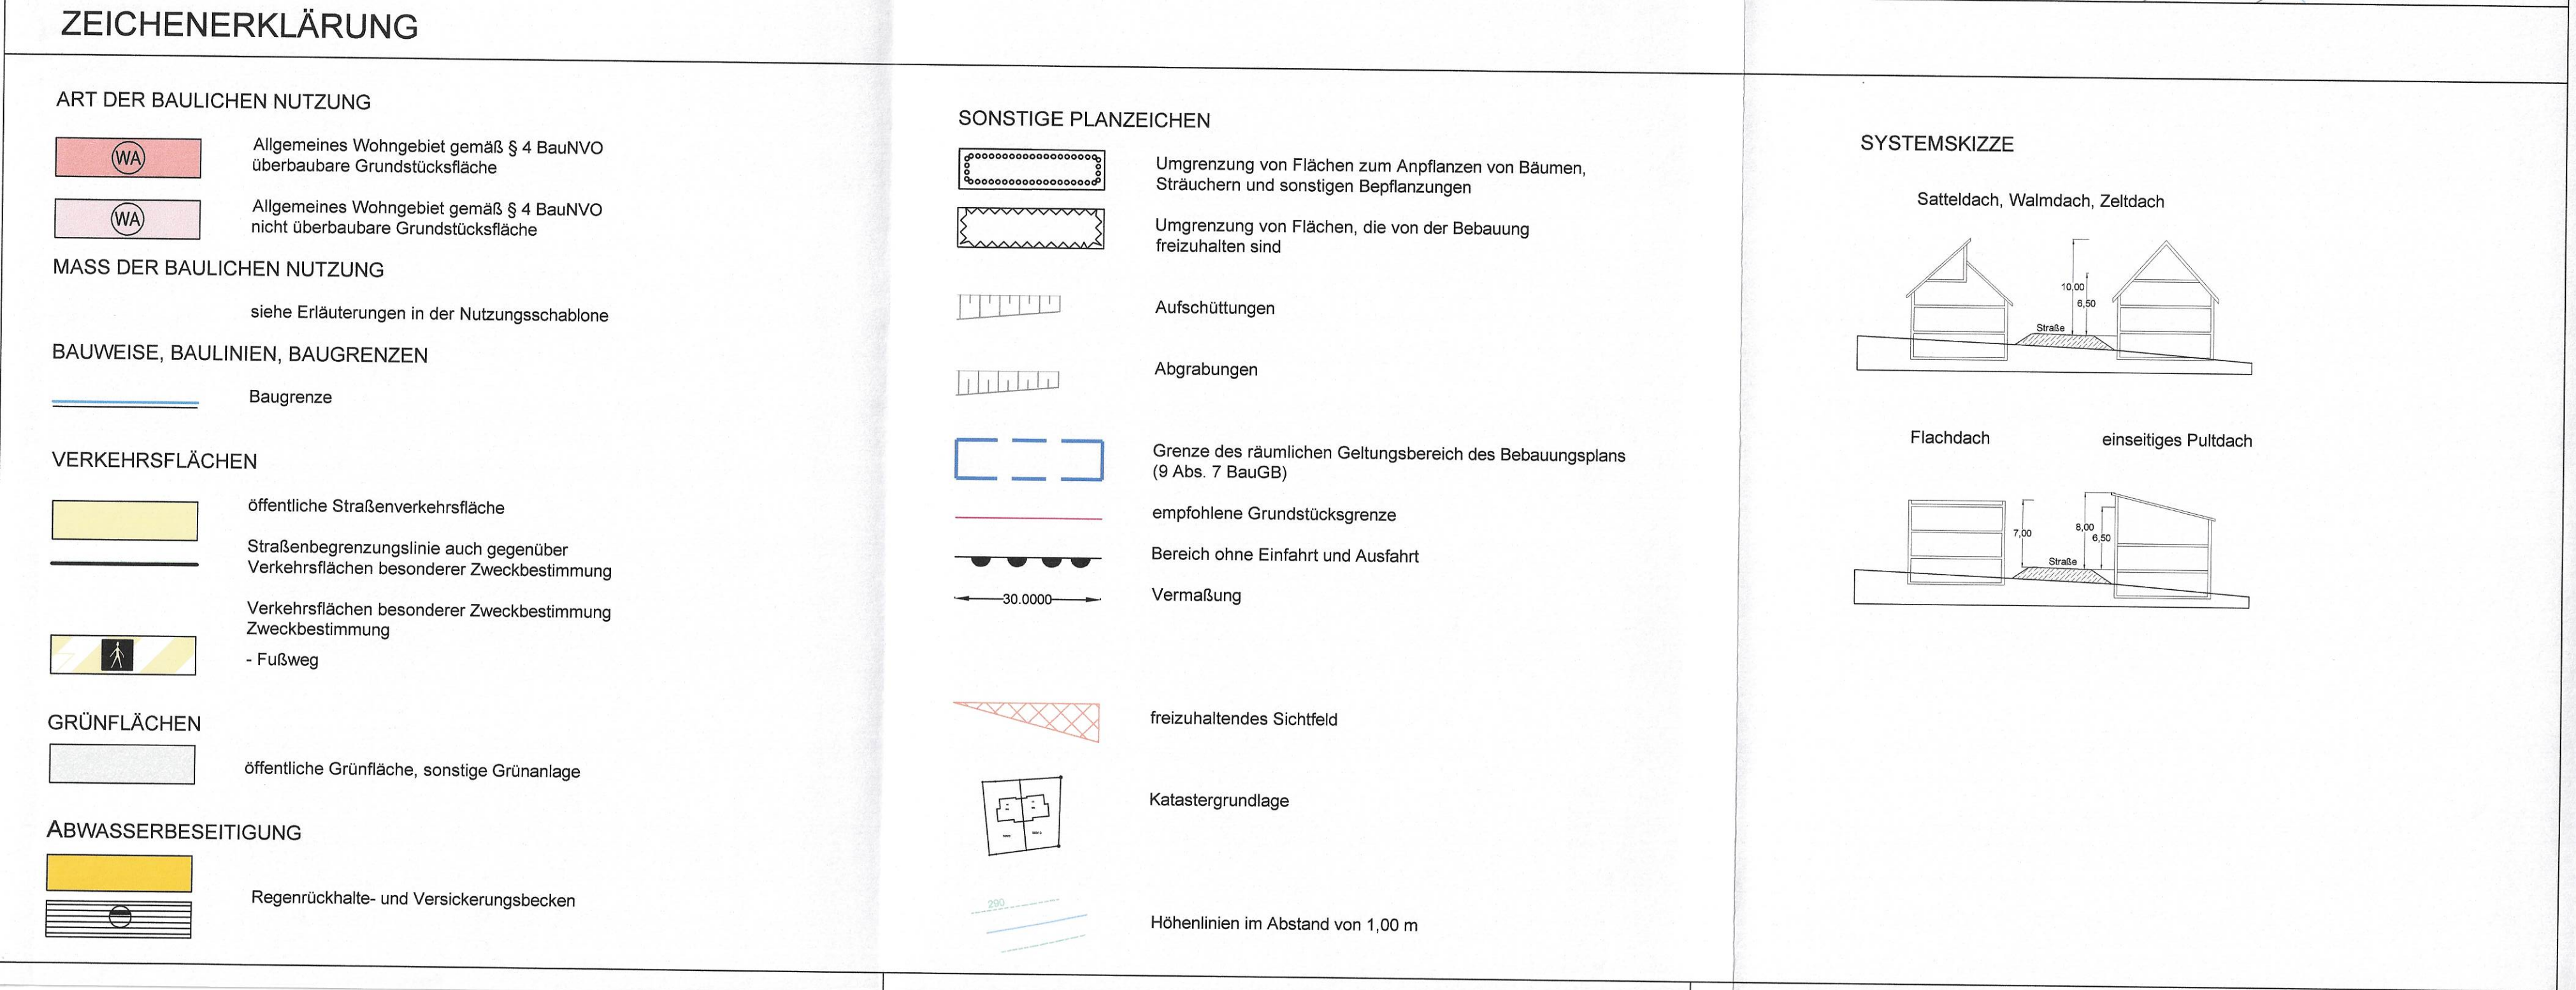 ZEICHENERKLÄRUNG
ART DER BAULICHEN NUTZUNG
WA
Allgemeines Wohngebiet gemäß § 4 BauNVO
überbaubare Grundstücksfläche
WA
Allgemeines Wohngebiet gemäß § 4 BauNVO
nicht überbaubare Grundstücksfläche
MASS DER BAULICHEN NUTZUNG
siehe Erläuterungen in der Nutzungsschablone
BAUWEISE, BAULINIEN, BAUGRENZEN
Baugrenze
VERKEHRSFLÄCHEN
öffentliche Straßenverkehrsfläche
Straßenbegrenzungslinie auch gegenüber
Verkehrsflächen besonderer Zweckbestimmung
Verkehrsflächen besonderer Zweckbestimmung
Zweckbestimmung
- Fußweg
GRÜNFLÄCHEN
öffentliche Grünfläche, sonstige Grünanlage
ABWASSERBESEITIGUNG
Regenrückhalte- und Versickerungsbecken
SONSTIGE PLANZEICHEN
Umgrenzung von Flächen zum Anpflanzen von Bäumen,
Sträuchern und sonstigen Bepflanzungen
Umgrenzung von Flächen, die von der Bebauung
freizuhalten sind
Aufschüttungen
Abgrabungen
Grenze des räumlichen Geltungsbereich des Bebauungsplans
(9 Abs. 7 BauGB)
empfohlene Grundstücksgrenze
Bereich ohne Einfahrt und Ausfahrt
30.0000
Vermaßung
freizuhaltendes Sichtfeld
Katastergrundlage
290
Höhenlinien im Abstand von 1,00 m
SYSTEMSKIZZE
Satteldach, Walmdach, Zeltdach
10,00
6,50
Straße
Flachdach
einseitiges Pultdach
7,00
8,00
6,50
Straße